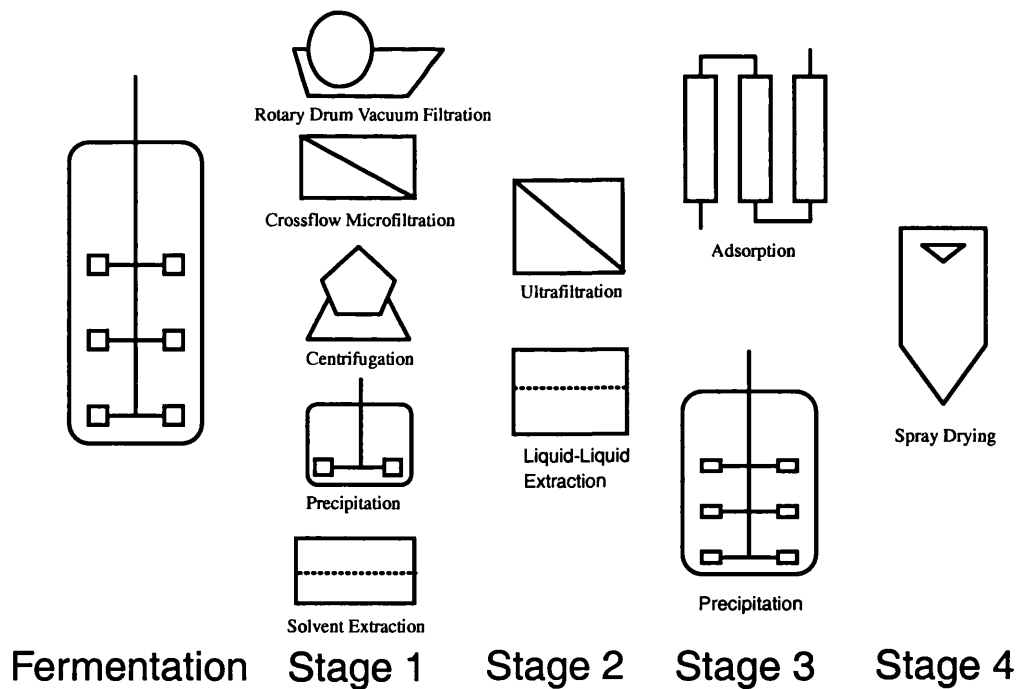 Rotary Drum Vacuum Filtration
Crossflow Microfiltration
Centrifugation
Precipitation
Solvent Extraction
Ultrafiltration
Liquid-Liquid
Extraction
Adsorption
Precipitation
Spray Drying
Fermentation Stage 1 Stage 2 Stage 3 Stage 4